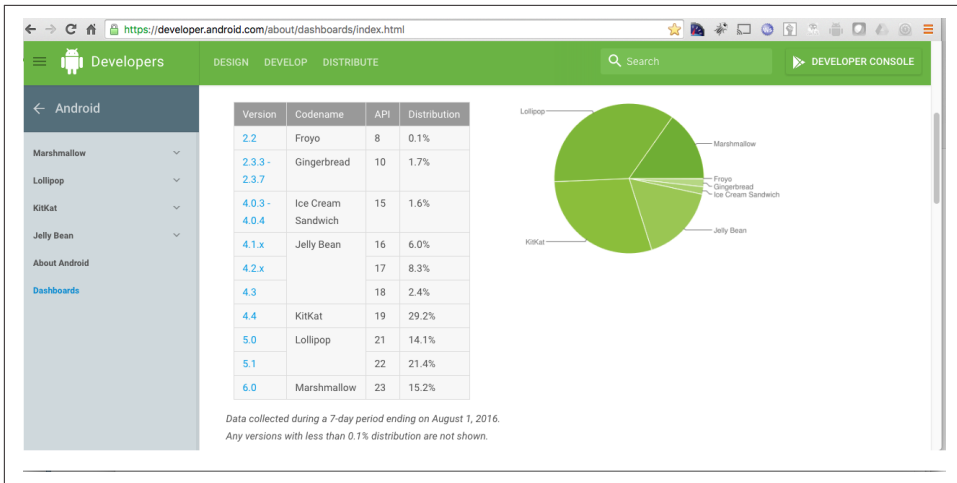 https://developer.android.com/about/dashboards/index.html
Developers
DESIGN DEVELOP DISTRIBUTE
Search
DEVELOPER CONSOLE
Android
Marshmallow
Lollipop
KitKat
Jelly Bean
About Android
Dashboards
Version Codename API Distribution
2.2 Froyo 8 0.1%
2.3.3 - Gingerbread 10 1.7%
2.3.7
4.0.3 - Ice Cream 15 1.6%
4.0.4 Sandwich
4.1.x Jelly Bean 16 6.0%
4.2.x 17 8.3%
4.3 18 2.4%
4.4 KitKat 19 29.2%
5.0 Lollipop 21 14.1%
5.1 22 21.4%
6.0 Marshmallow 23 15.2%
Data collected during a 7-day period ending on August 1, 2016.
Any versions with less than 0.1% distribution are not shown.
Lollipop
Marshmallow
Froyo
Gingerbread
Ice Cream Sandwich
Jelly Bean
KitKat